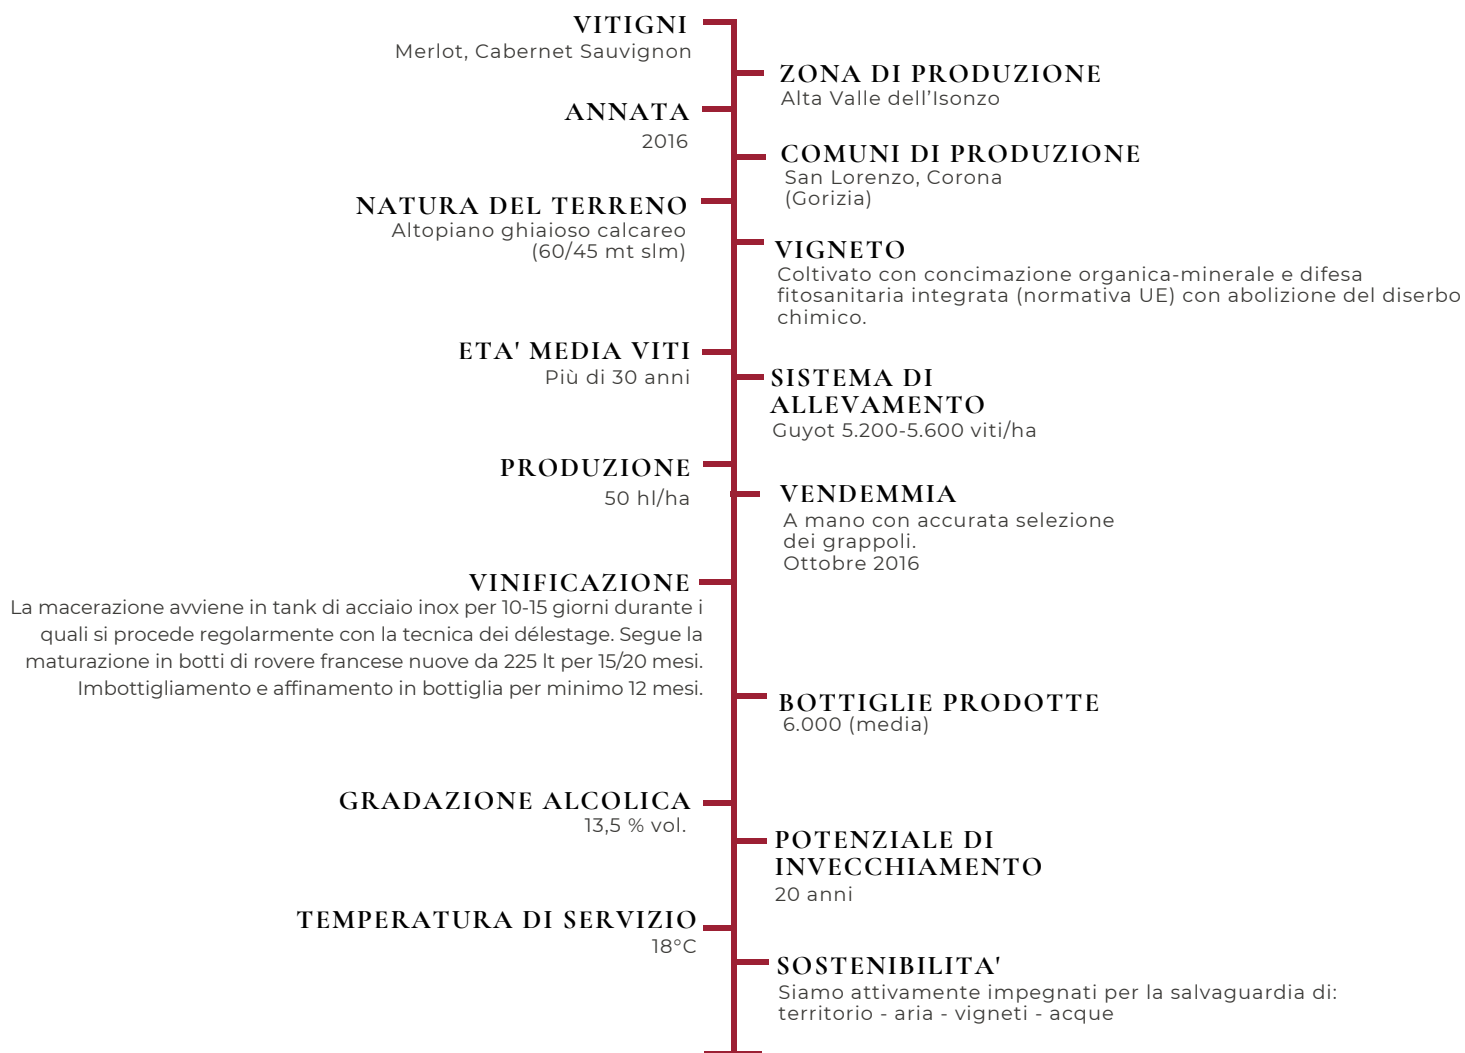 VITIGNI
Merlot, Cabernet Sauvignon
ZONA DI PRODUZIONE
Alta Valle dell’Isonzo
ANNATA
2016
COMUNI DI PRODUZIONE
San Lorenzo, Corona
(Gorizia)
NATURA DEL TERRENO
Altopiano ghiaioso calcareo
(60/45 mt slm)
VIGNETO
Coltivato con concimazione organica-minerale e difesa
fitosanitaria integrata (normativa UE) con abolizione del diserbo
chimico.
ETA' MEDIA VITI
Più di 30 anni
SISTEMA DI
ALLEVAMENTO
Guyot 5.200-5.600 viti/ha
PRODUZIONE
50 hl/ha
VENDEMMIA
A mano con accurata selezione
dei grappoli.
Ottobre 2016
VINIFICAZIONE
La macerazione avviene in tank di acciaio inox per 10-15 giorni durante i
quali si procede regolarmente con la tecnica dei délestage. Segue la
maturazione in botti di rovere francese nuove da 225 lt per 15/20 mesi.
Imbottigliamento e affinamento in bottiglia per minimo 12 mesi.
BOTTIGLIE PRODOTTE
6.000 (media)
GRADAZIONE ALCOLICA
13,5 % vol.
POTENZIALE DI
INVECCHIAMENTO
20 anni
TEMPERATURA DI SERVIZIO
18°C
SOSTENIBILITA'
Siamo attivamente impegnati per la salvaguardia di:
territorio - aria - vigneti - acque